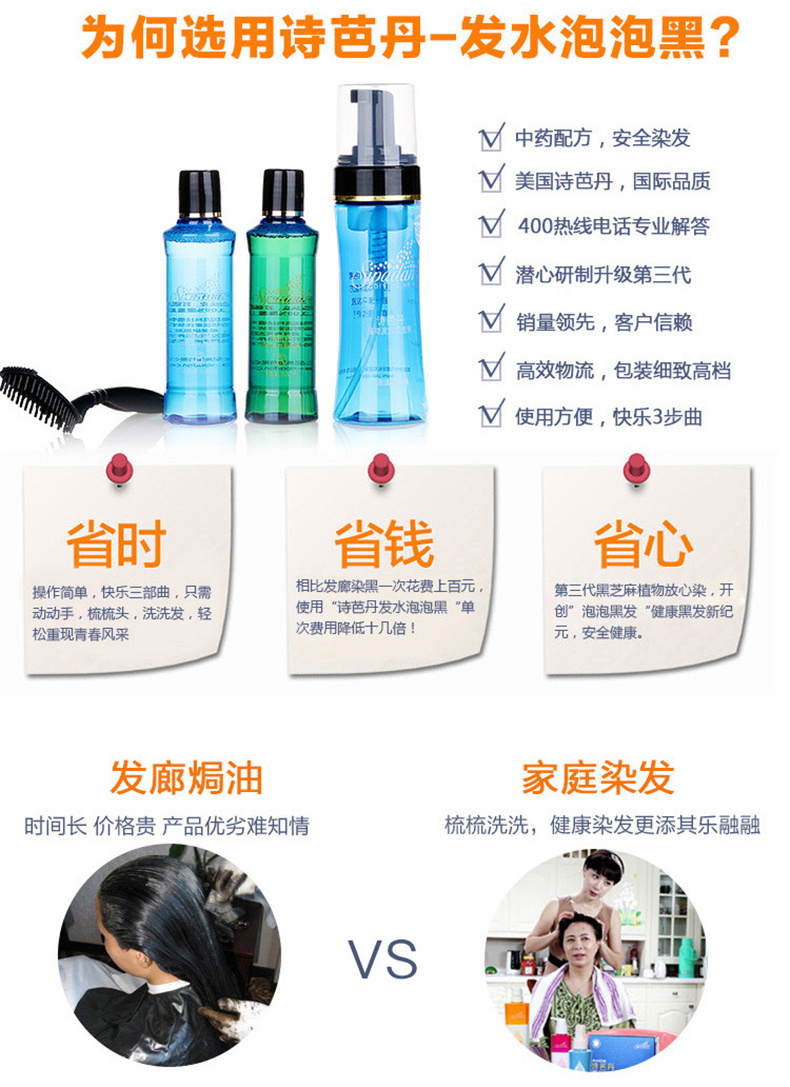 为何选用诗芭丹-发水泡泡黑?
中药配方，安全染发
美国诗芭丹，国际品质
400热线电话专业解答
潜心研制升级第三代
销量领先，客户信赖
高效物流，包装细致高档
使用方便，快乐3步曲
Sipadan
诗芭丹
省时
操作简单，快乐三部曲，只需
动动手，梳梳头，洗洗发，轻
松重现青春风采
省钱
相比发廊染黑一次花费上百元，
使用“诗芭丹发水泡泡黑“单
次费用降低十几倍！
省心
第三代黑芝麻植物放心染，开
创”泡泡黑发“健康黑发新纪
元，安全健康。
发廊焗油
时间长 价格贵 产品优劣难知情
家庭染发
梳梳洗洗，健康染发更添其乐融融
VS